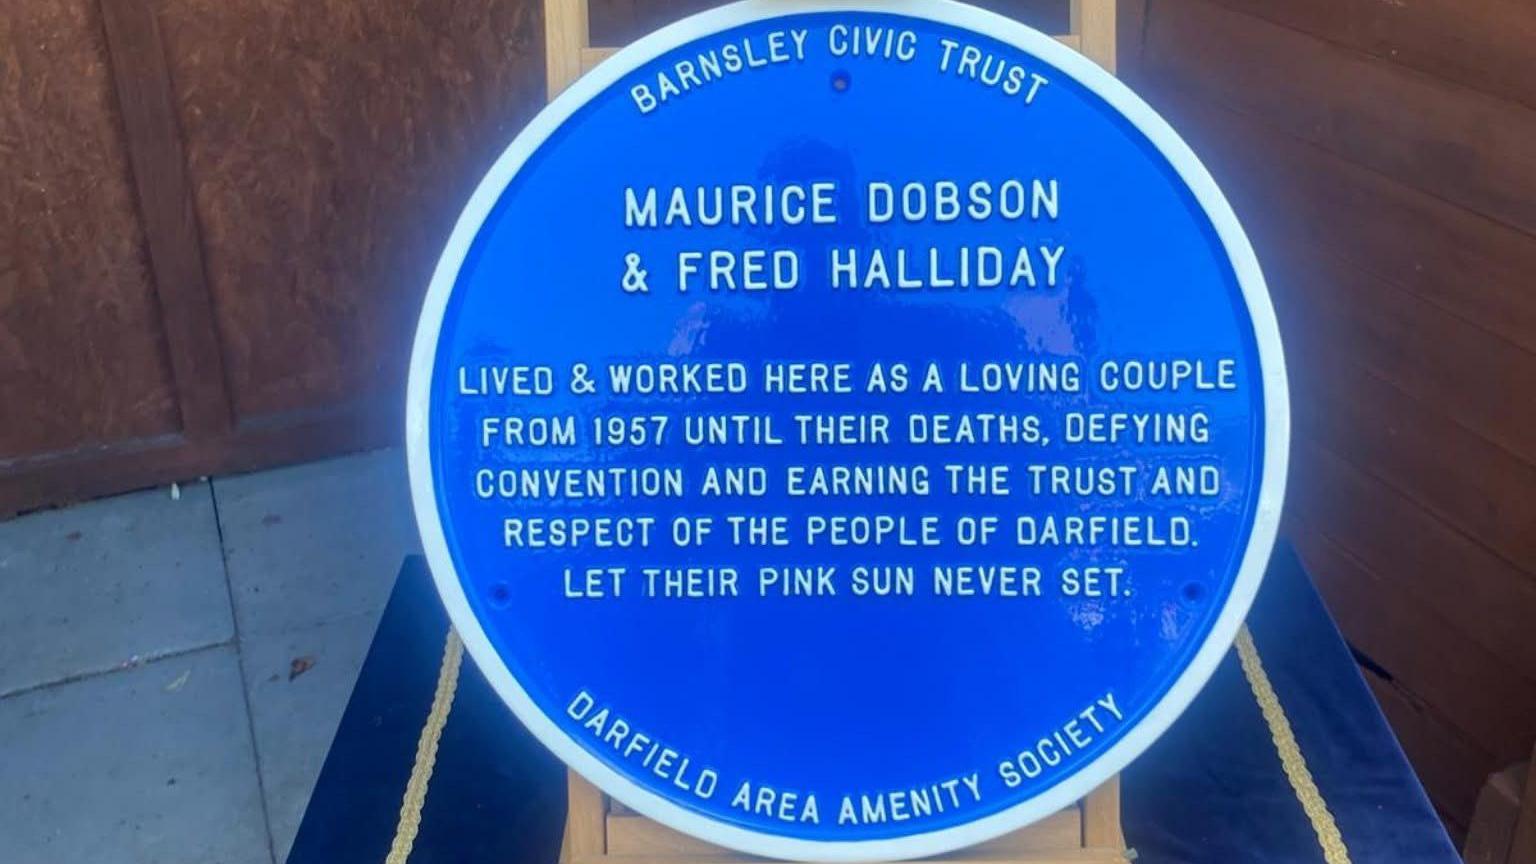 BARNSLEY CIVIC TRUST
MAURICE DOBSON
& FRED HALLIDAY
LIVED & WORKED HERE AS A LOVING COUPLE
FROM 1957 UNTIL THEIR DEATHS, DEFYING
CONVENTION AND EARNING THE TRUST AND
RESPECT OF THE PEOPLE OF DARFIELD.
LET THEIR PINK SUN NEVER SET.
DARFIELD AREA AMENITY SOCIETY